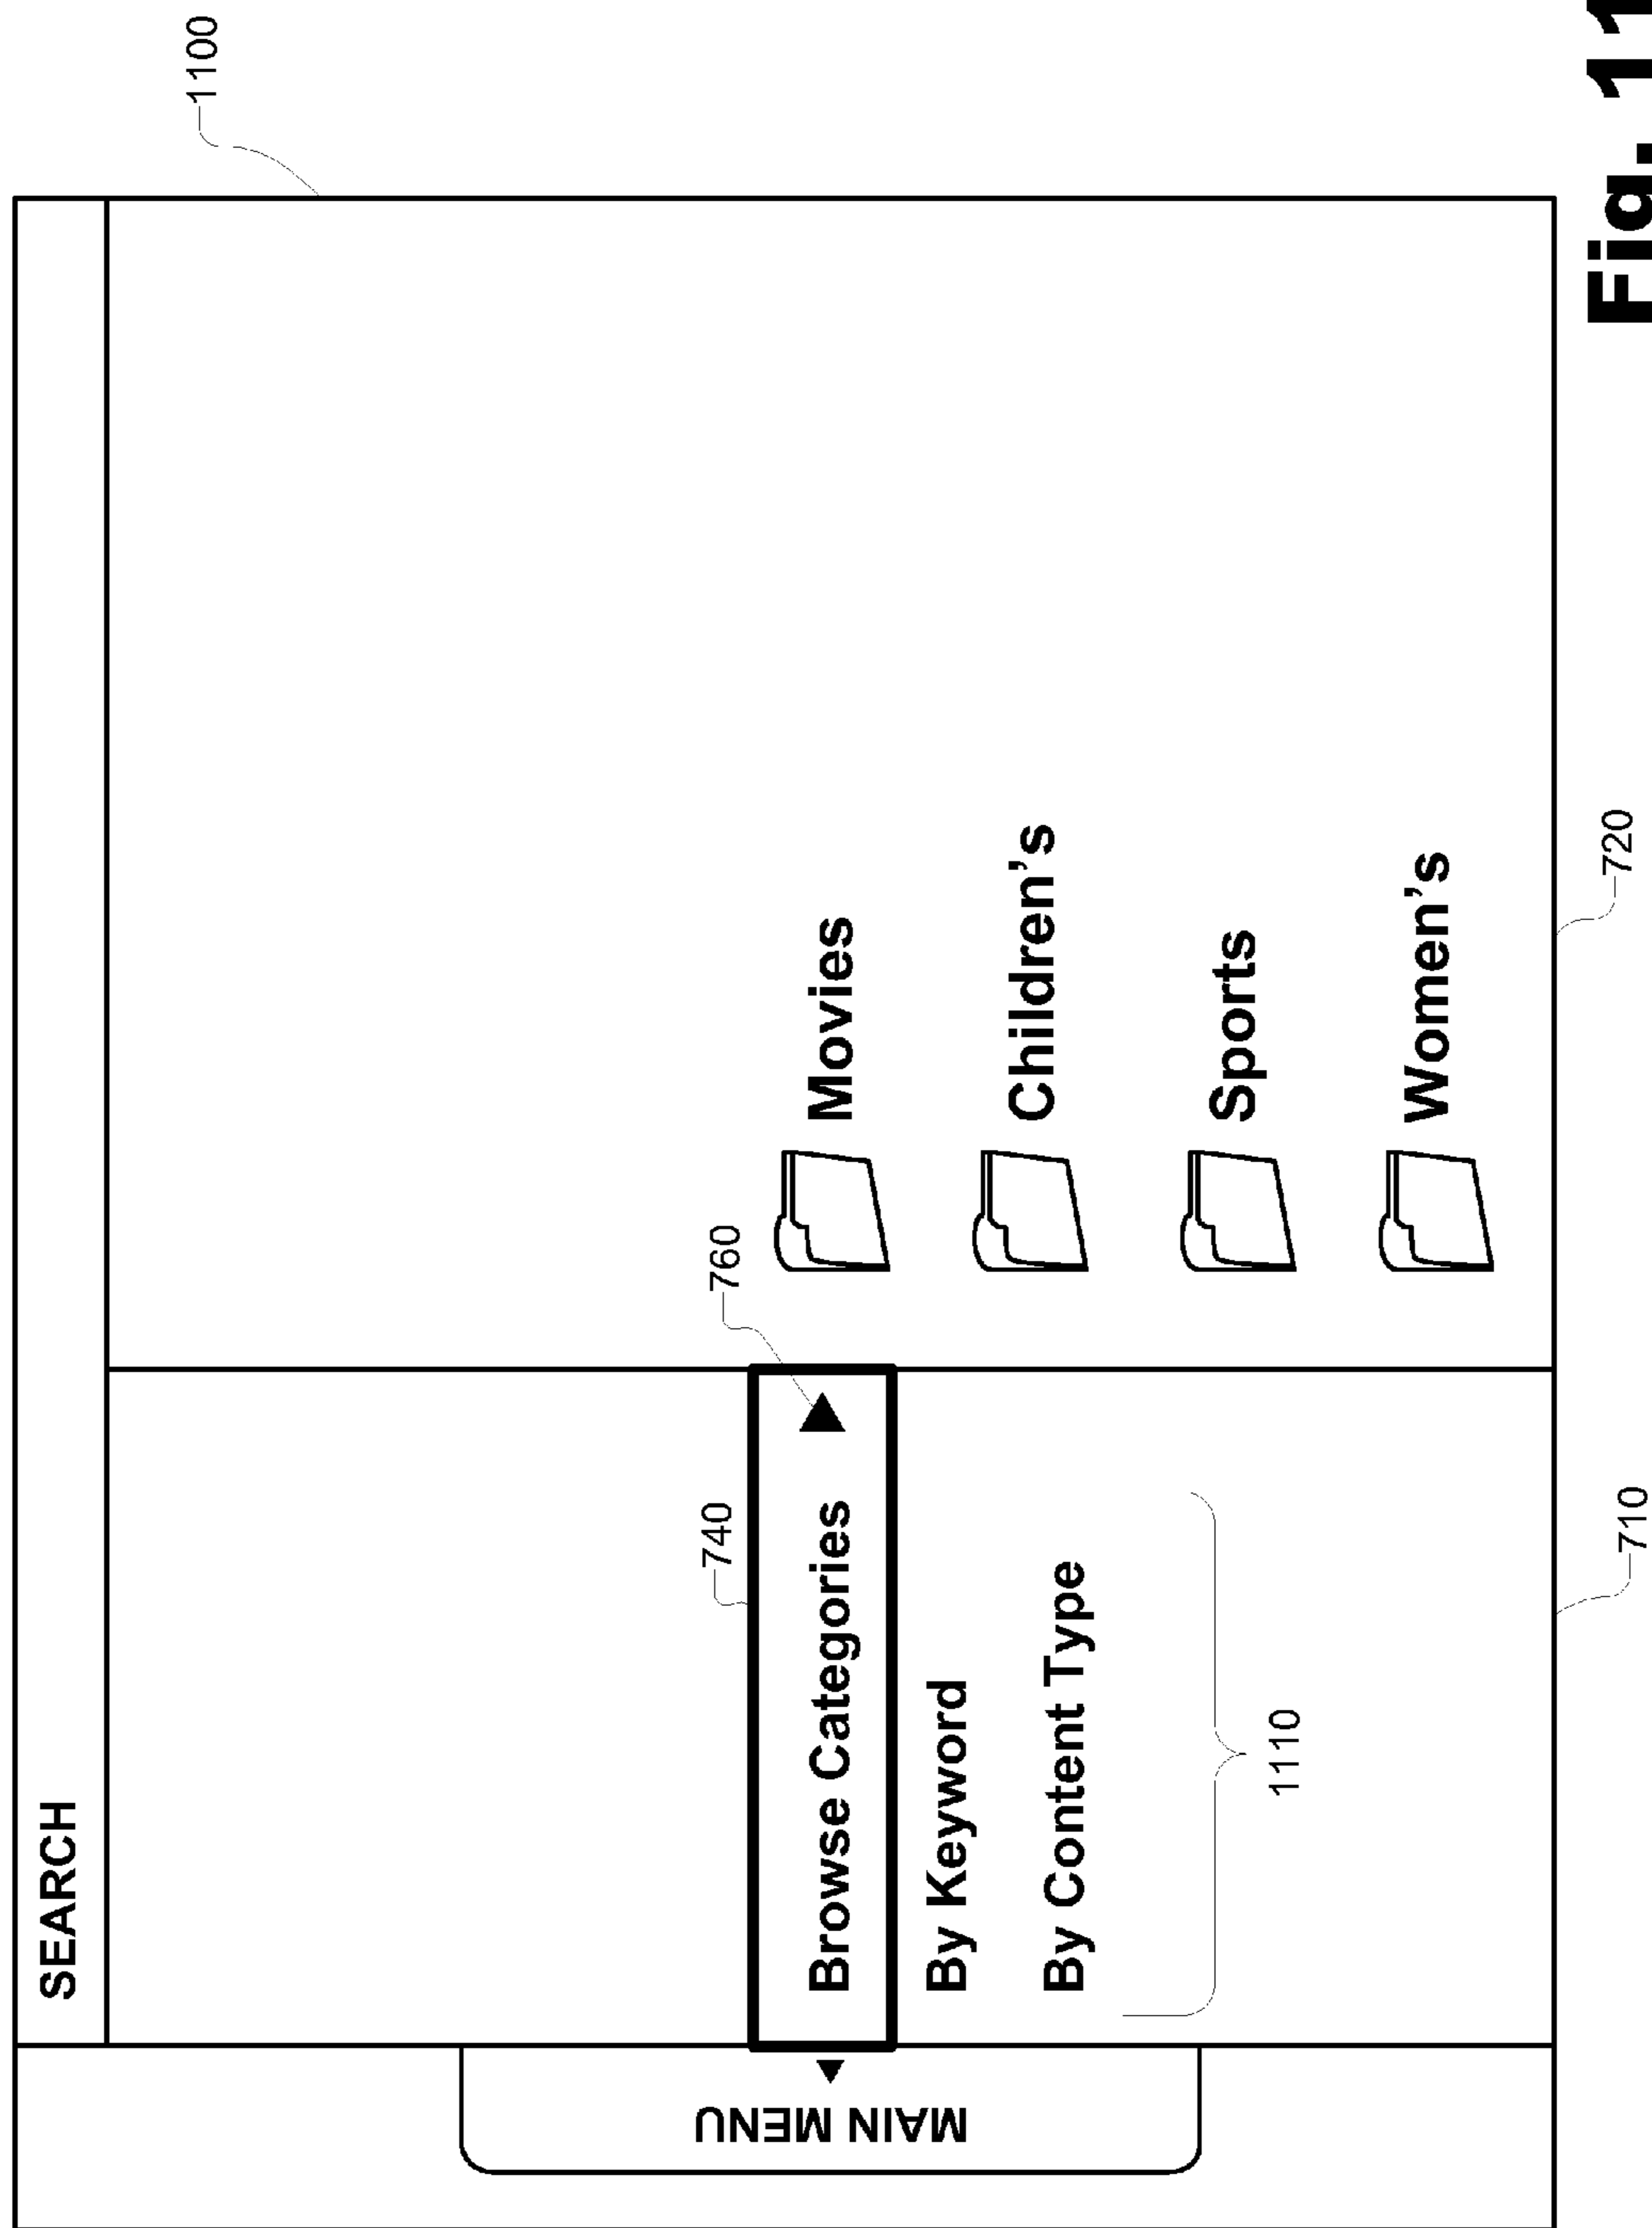 1100
SEARCH
MAIN MENU
740
760
Browse Categories
By Keyword
By Content Type
1110
Movies
Children's
Sports
Women's
710
720
Fig. 11